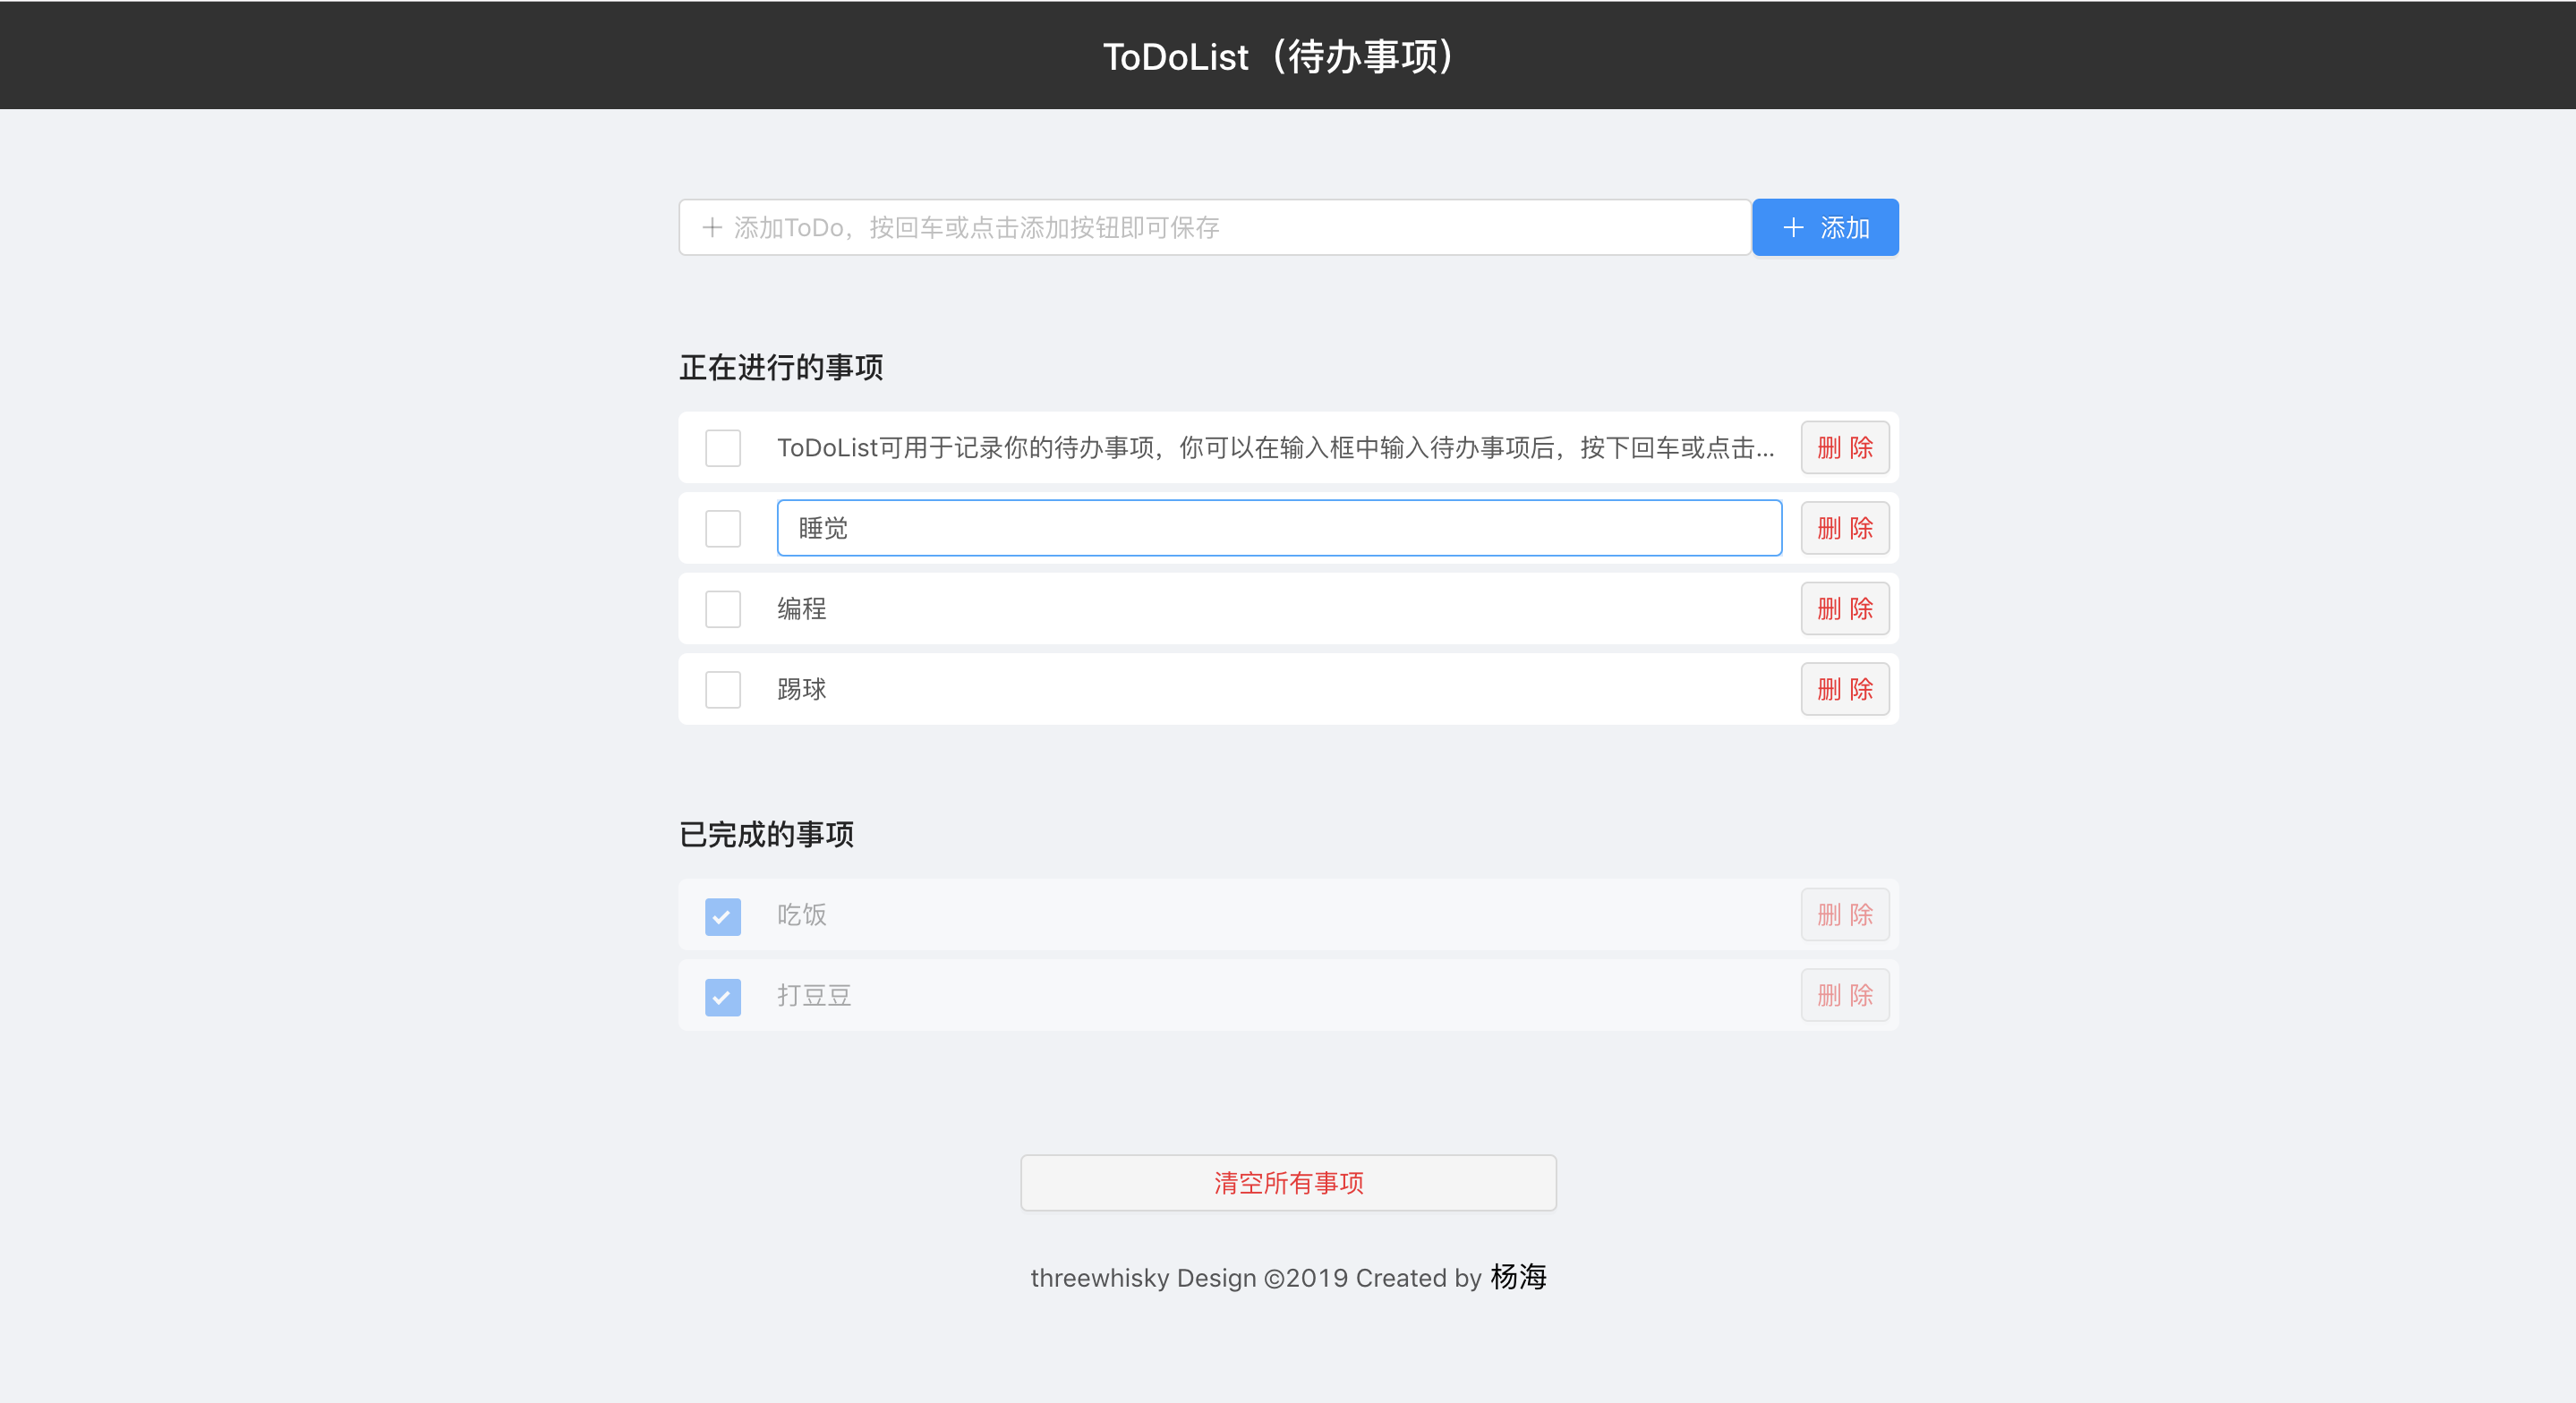 ToDoList（待办事项）
添加ToDo，按回车或点击添加按钮即可保存
添加
正在进行的事项
ToDoList可用于记录你的待办事项，你可以在输入框中输入待办事项后，按下回车或点击... 删 除
睡觉 删 除
编程 删 除
踢球 删 除
已完成的事项
吃饭 删 除
打豆豆 删 除
清空所有事项
threewhisky Design ©2019 Created by 杨海